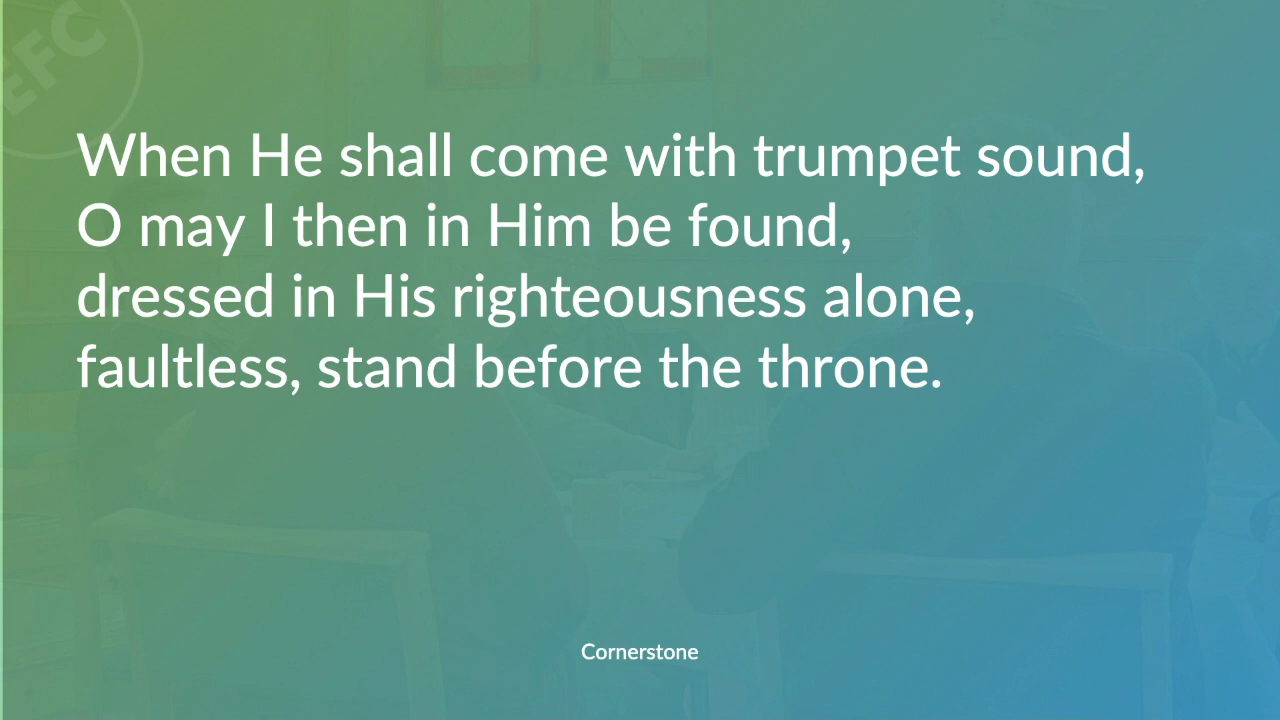 EFC
When He shall come with trumpet sound,
O may I then in Him be found,
dressed in His righteousness alone,
faultless, stand before the throne.
Cornerstone